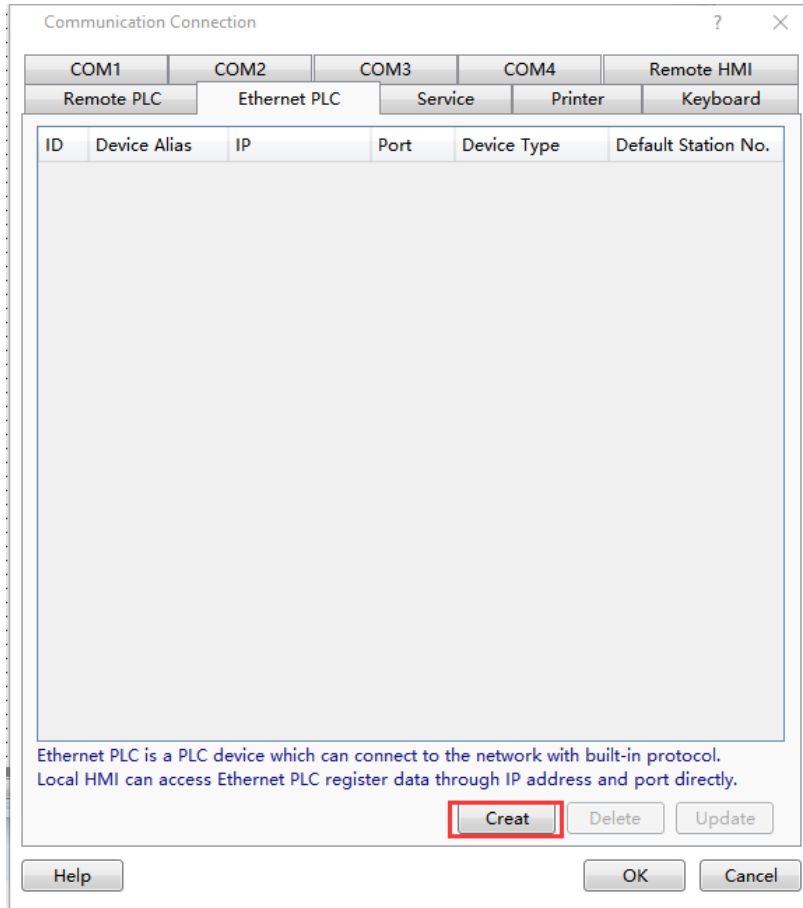 Communication Connection ?
COM1 COM2 COM3 COM4 Remote HMI
Remote PLC Ethernet PLC Service Printer Keyboard
ID Device Alias IP Port Device Type Default Station No.
Ethernet PLC is a PLC device which can connect to the network with built-in protocol.
Local HMI can access Ethernet PLC register data through IP address and port directly.
Creat Delete Update
Help OK Cancel